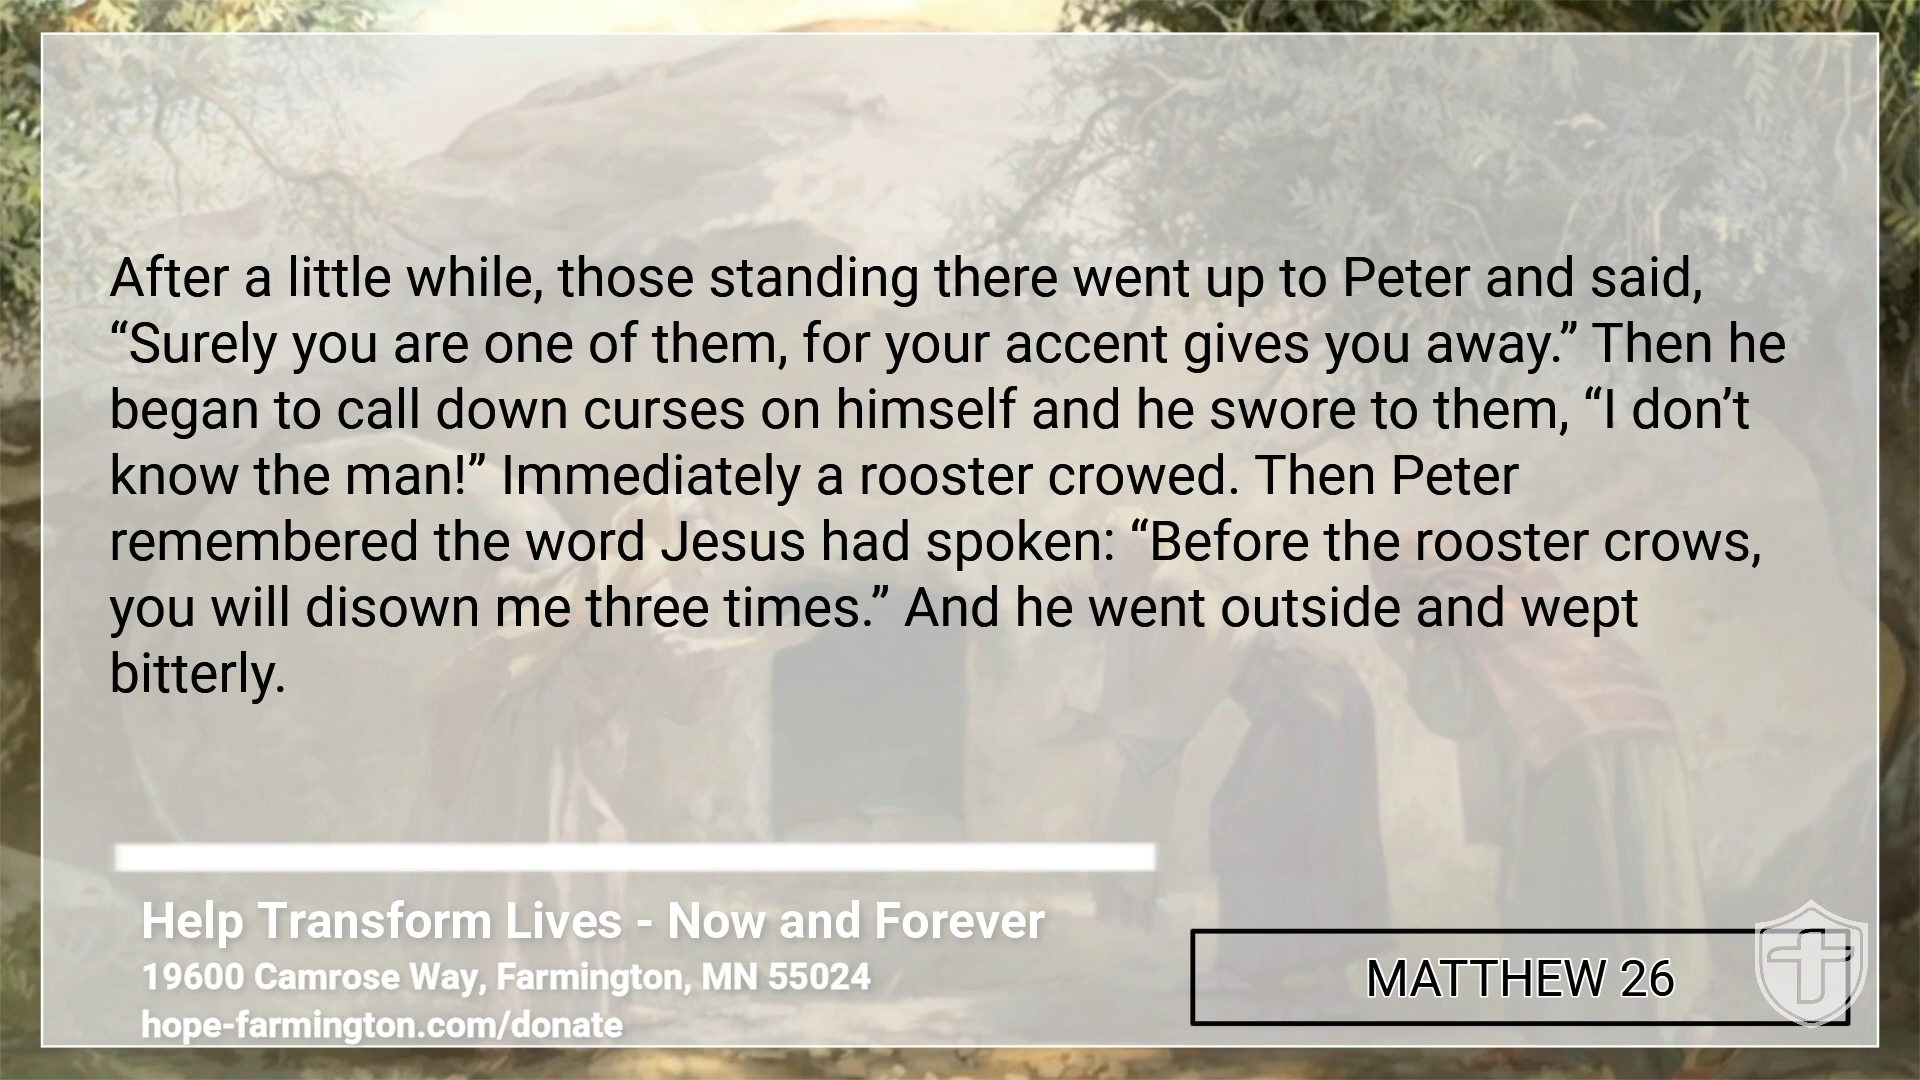 After a little while, those standing there went up to Peter and said,
“Surely you are one of them, for your accent gives you away.” Then he
began to call down curses on himself and he swore to them, “I don’t
know the man!” Immediately a rooster crowed. Then Peter
remembered the word Jesus had spoken: “Before the rooster crows,
you will disown me three times.” And he went outside and wept
bitterly.
Help Transform Lives - Now and Forever
19600 Camrose Way, Farmington, MN 55024
hope-farmington.com/donate
MATTHEW 26